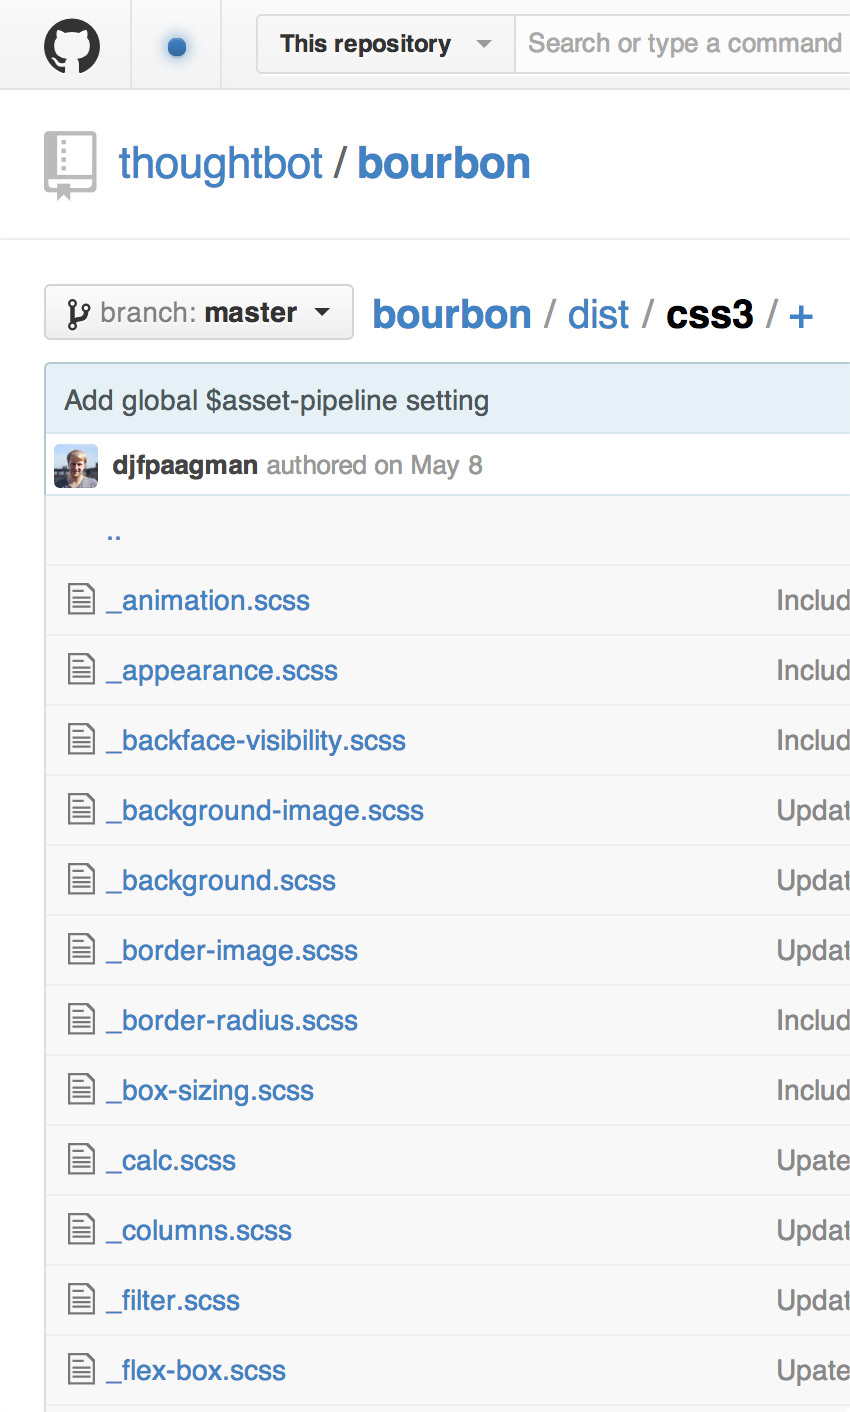 This repository Search or type a command
thoughtbot / bourbon
branch: master bourbon / dist / css3 / +
Add global $asset-pipeline setting
djfpaagman authored on May 8
..
_animation.scss Includ
_appearance.scss Includ
_backface-visibility.scss Includ
_background-image.scss Updat
_background.scss Updat
_border-image.scss Updat
_border-radius.scss Includ
_box-sizing.scss Includ
_calc.scss Upate
_columns.scss Updat
_filter.scss Updat
_flex-box.scss Upate